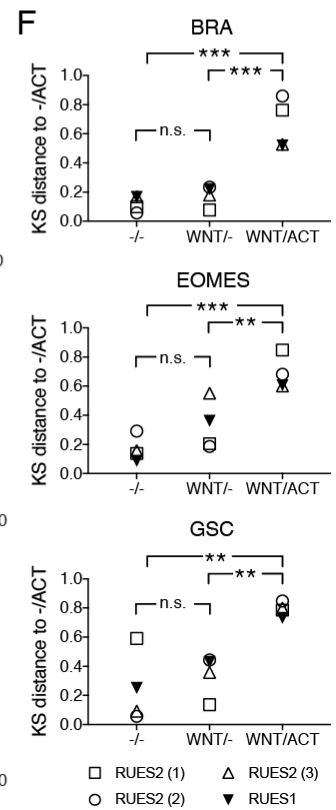 F
BRA
***
***
n.s.
KS distance to -/ACT
1.0
0.8
0.6
0.4
0.2
0.0
-/- WNT/- WNT/ACT
0
EOMES
***
**
n.s.
KS distance to -/ACT
1.0
0.8
0.6
0.4
0.2
0.0
-/- WNT/- WNT/ACT
0
GSC
**
**
n.s.
KS distance to -/ACT
1.0
0.8
0.6
0.4
0.2
0.0
-/- WNT/- WNT/ACT
0
RUES2 (1) RUES2 (3)
RUES2 (2) RUES1